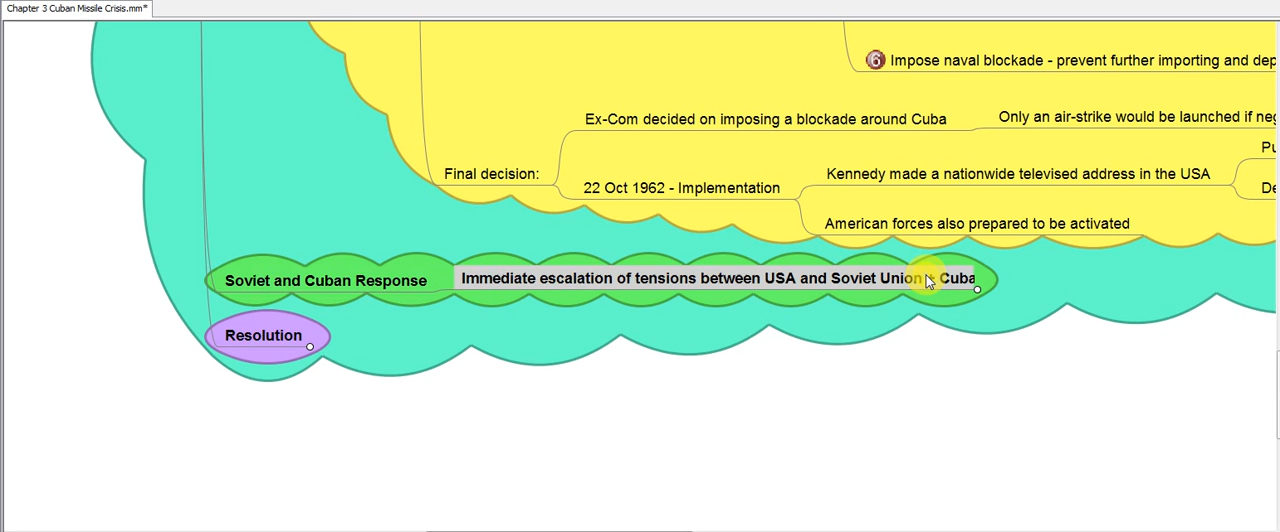 Chapter 3 Cuban Missile Crisis.mm*
6 Impose naval blockade - prevent further importing and dep
Ex-Com decided on imposing a blockade around Cuba
Only an air-strike would be launched if neg
Pu
Final decision:
22 Oct 1962 - Implementation
Kennedy made a nationwide televised address in the USA
De
American forces also prepared to be activated
Soviet and Cuban Response
Immediate escalation of tensions between USA and Soviet Union Cuba
Resolution